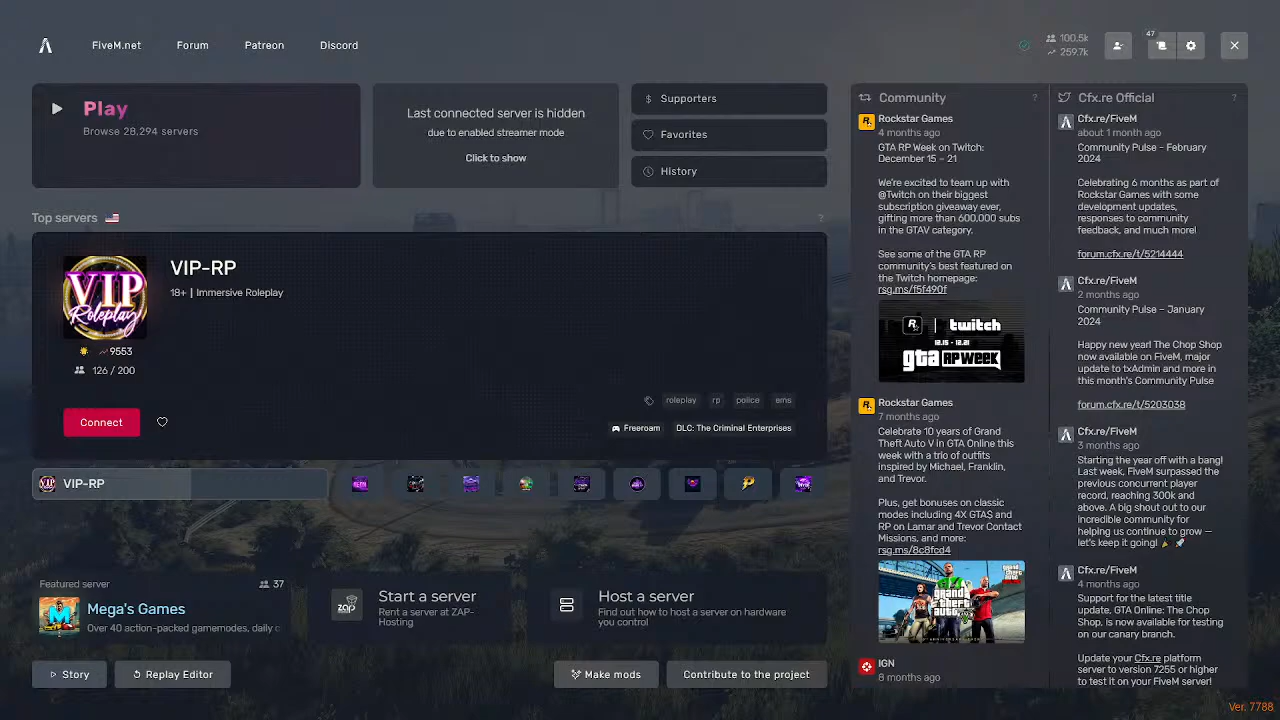 FiveM.net
Forum
Patreon
Discord
100.5k
259.7k
47
Play
Browse 28,294 servers
Last connected server is hidden
due to enabled streamer mode
Click to show
Supporters
Favorites
History
Top servers
?
VIP
Roleplay
VIP-RP
18+ | Immersive Roleplay
9553
126 / 200
Connect
roleplay
rp
police
ems
Freeroam
DLC: The Criminal Enterprises
VIP-RP
Featured server
37
Mega's Games
Over 40 action-packed gamemodes, daily c
ZAP
Start a server
Rent a server at ZAP-
Hosting
Host a server
Find out how to host a server on hardware
you control
Story
Replay Editor
Make mods
Contribute to the project
Community
?
Rockstar Games
4 months ago
GTA RP Week on Twitch:
December 15 – 21
We're excited to team up with
@Twitch on their biggest
subscription giveaway ever,
gifting more than 600,000 subs
in the GTAV category.
See some of the GTA RP
community's best featured on
the Twitch homepage:
rsg.ms/f5f490f
R
twitch
12.15 - 12.21
gta RP WEEK
Rockstar Games
7 months ago
Celebrate 10 years of Grand
Theft Auto V in GTA Online this
week with a trio of outfits
inspired by Michael, Franklin,
and Trevor.
Plus, get bonuses on classic
modes including 4X GTA$ and
RP on Lamar and Trevor Contact
Missions, and more:
rsg.ms/8c8fcd4
grand
theft
auto
IGN
8 months ago
Cfx.re Official
?
Cfx.re/FiveM
about 1 month ago
Community Pulse – February
2024
Celebrating 6 months as part of
Rockstar Games with some
development updates,
responses to community
feedback, and much more!
forum.cfx.re/t/5214444
Cfx.re/FiveM
2 months ago
Community Pulse – January
2024
Happy new year! The Chop Shop
now available on FiveM, major
update to txAdmin and more in
this month's Community Pulse
forum.cfx.re/t/5203038
Cfx.re/FiveM
3 months ago
Starting the year off with a bang!
Last week, FiveM surpassed the
previous concurrent player
record, reaching 300k and
above. A big shout out to our
incredible community for
helping us continue to grow —
let's keep it going!
Cfx.re/FiveM
4 months ago
Support for the latest title
update, GTA Online: The Chop
Shop, is now available for testing
on our canary branch.
Update your Cfx.re platform
server to version 7255 or higher
to test it on your FiveM server!
Ver. 7788